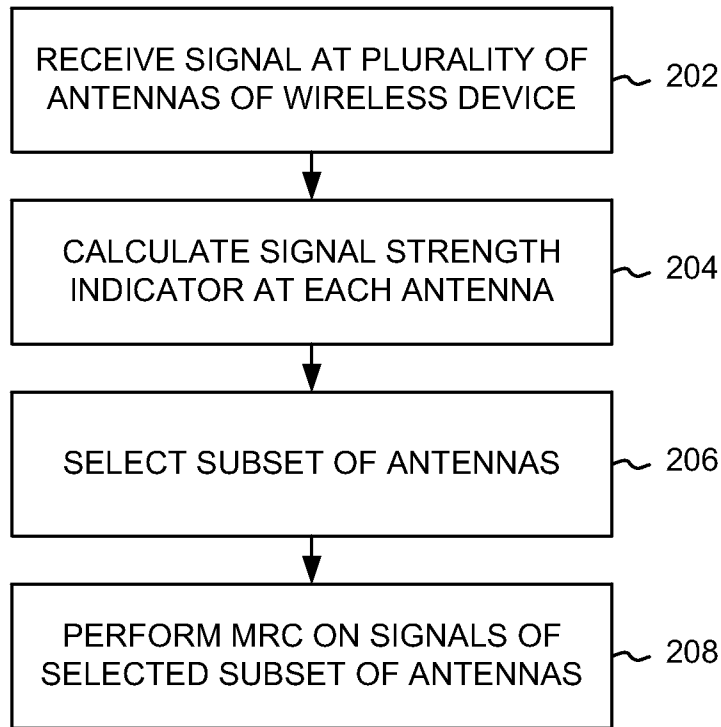 RECEIVE SIGNAL AT PLURALITY OF
ANTENNAS OF WIRELESS DEVICE
202
CALCULATE SIGNAL STRENGTH
INDICATOR AT EACH ANTENNA
204
SELECT SUBSET OF ANTENNAS
206
PERFORM MRC ON SIGNALS OF
SELECTED SUBSET OF ANTENNAS
208